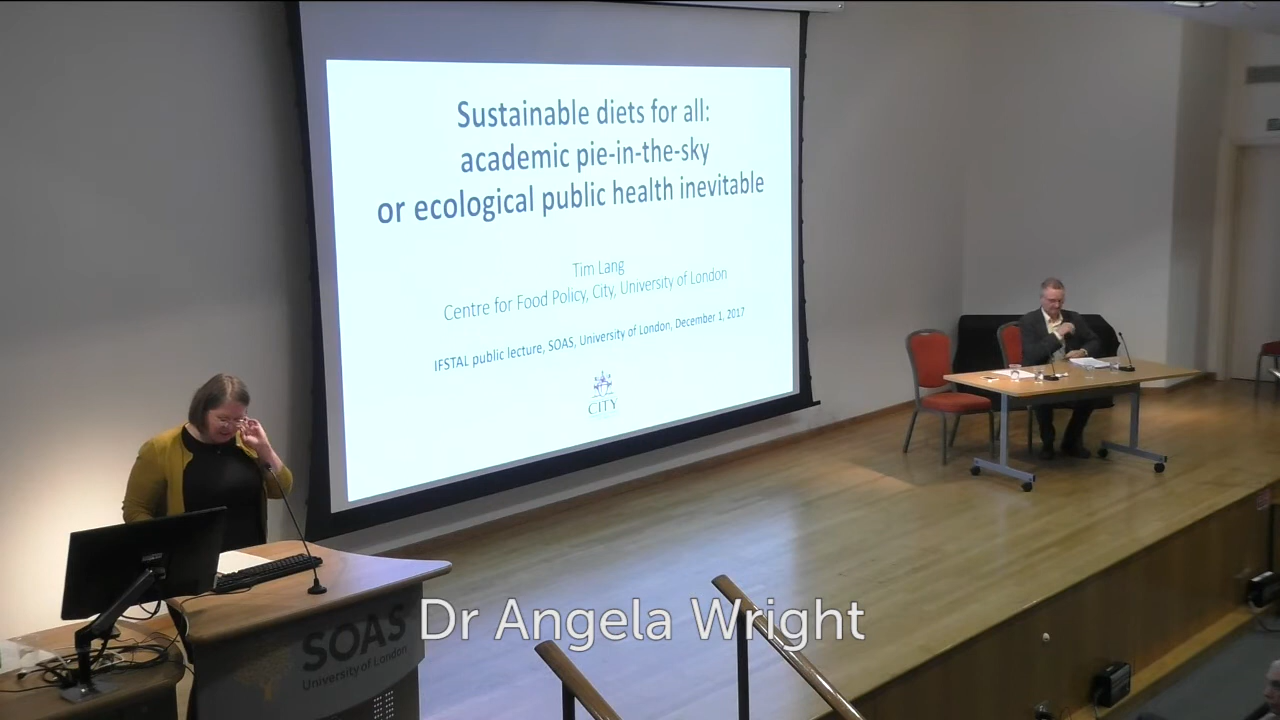 Sustainable diets for all:
academic pie-in-the-sky
or ecological public health inevitable
Tim Lang
Centre for Food Policy, City, University of London
IFSTAL public lecture, SOAS, University of London, December 1, 2017
CITY
Dr Angela Wright
SOAS
University of London